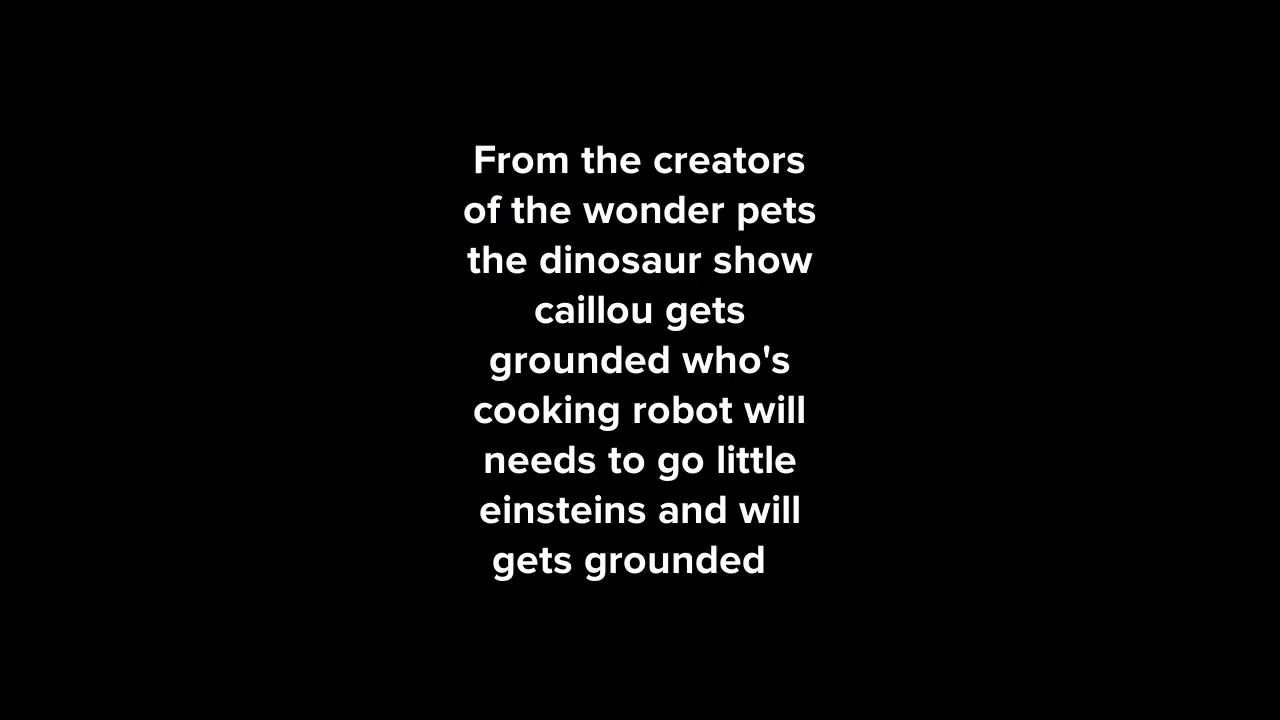 From the creators
of the wonder pets
the dinosaur show
caillou gets
grounded who's
cooking robot will
needs to go little
einsteins and will
gets grounded